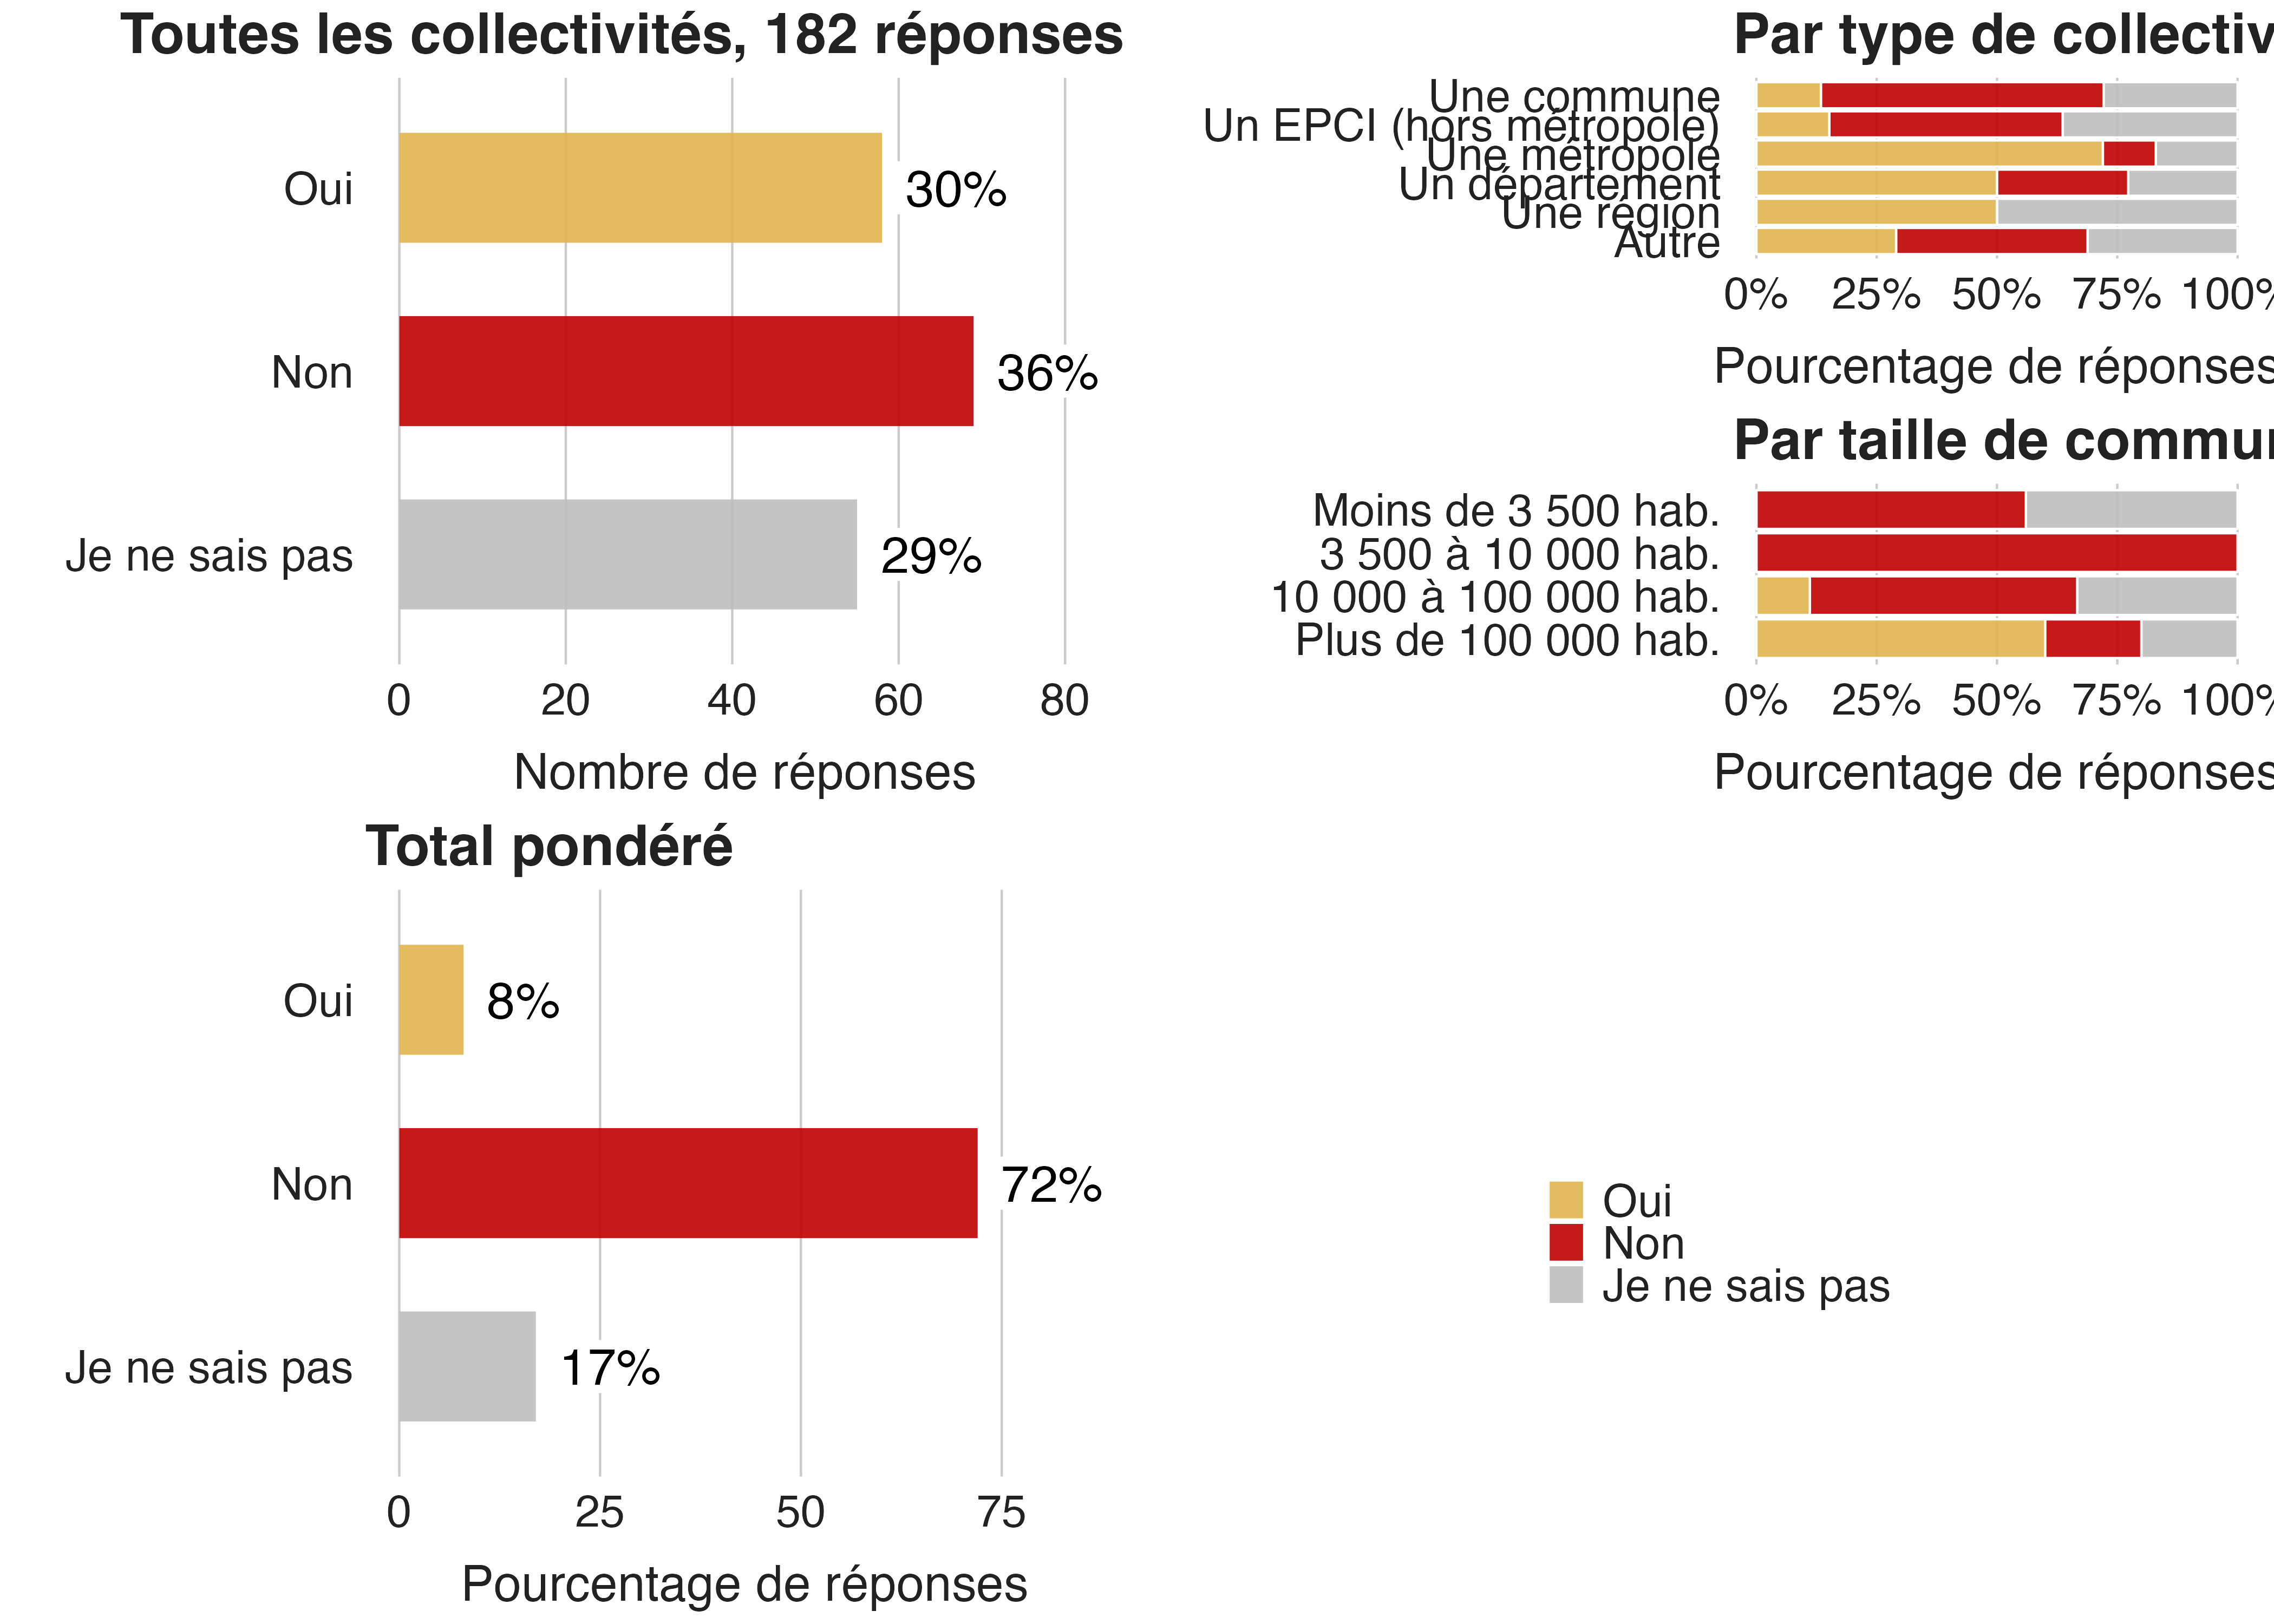 Toutes les collectivités, 182 réponses
Oui
30%
Non
36%
Je ne sais pas
29%
0 20 40 60 80
Nombre de réponses
Par type de
Une commune
Un EPCI (hors métropole)
Une métropole
Un département
Une région
Autre
0% 25% 50% 75% 100%
Pourcentage de réponses
Par taille de
Moins de 3 500 hab.
3 500 à 10 000 hab.
10 000 à 100 000 hab.
Plus de 100 000 hab.
0% 25% 50% 75% 100%
Pourcentage de réponses
Total pondéré
Oui
8%
Non
72%
Je ne sais pas
17%
0 25 50 75
Pourcentage de réponses
Oui
Non
Je ne sais pas